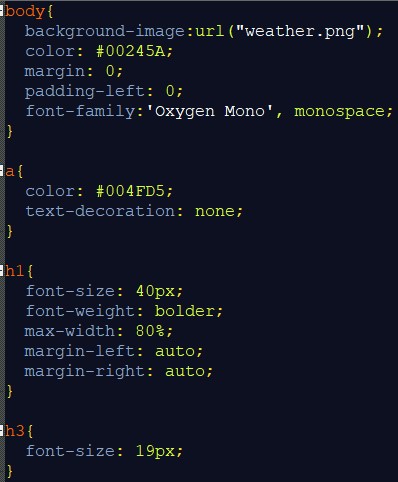 body{
background-image:url("weather.png");
color: #00245A;
margin: 0;
padding-left: 0;
font-family:'Oxygen Mono', monospace;
}
a{
color: #004FD5;
text-decoration: none;
}
h1{
font-size: 40px;
font-weight: bolder;
max-width: 80%;
margin-left: auto;
margin-right: auto;
}
h3{
font-size: 19px;
}